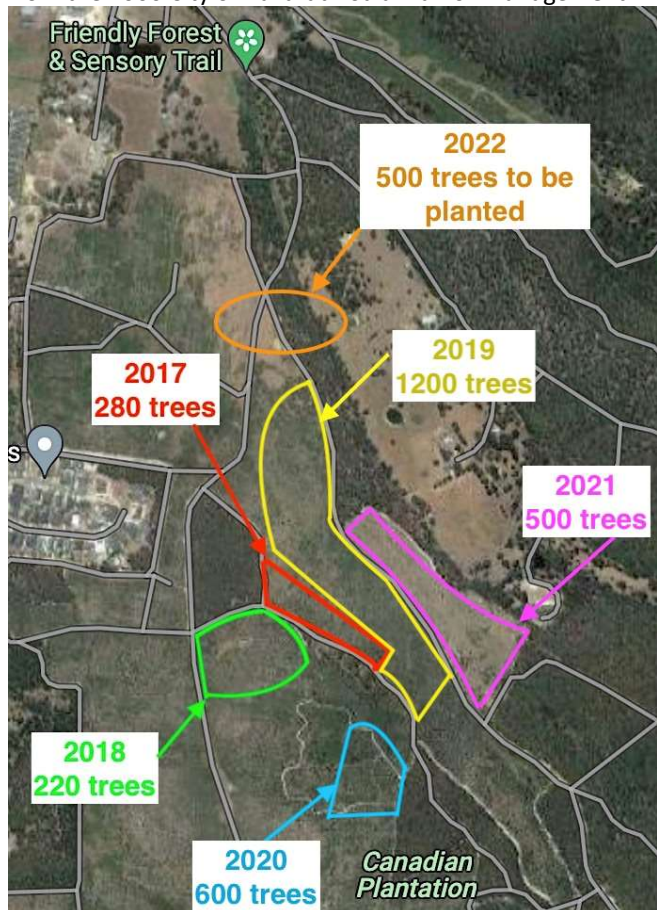 Friendly Forest
& Sensory Trail
2022
500 trees to be
planted
2019
1200 trees
2017
280 trees
S
2021
500 trees
2018
220 trees
2020
600 trees
Canadian
Plantation